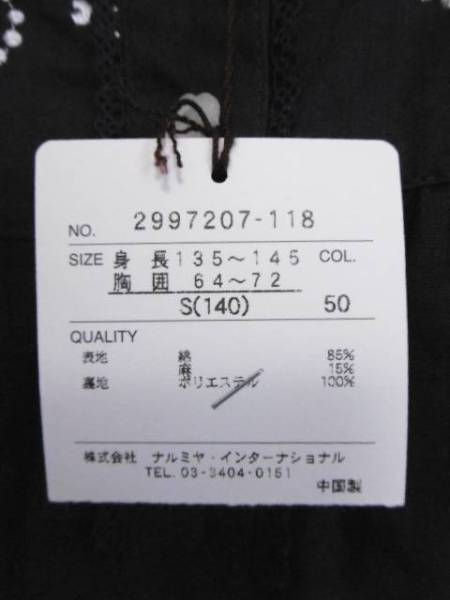 NO. 2997207-118
SIZE 身長 135〜145 COL.
胸囲 64〜72
S(140) 50
QUALITY
表地 綿 85%
麻 15%
裏地 ポリエステル 100%
株式会社 ナルミヤ・インターナショナル
TEL. 03-3404-0151
中国製